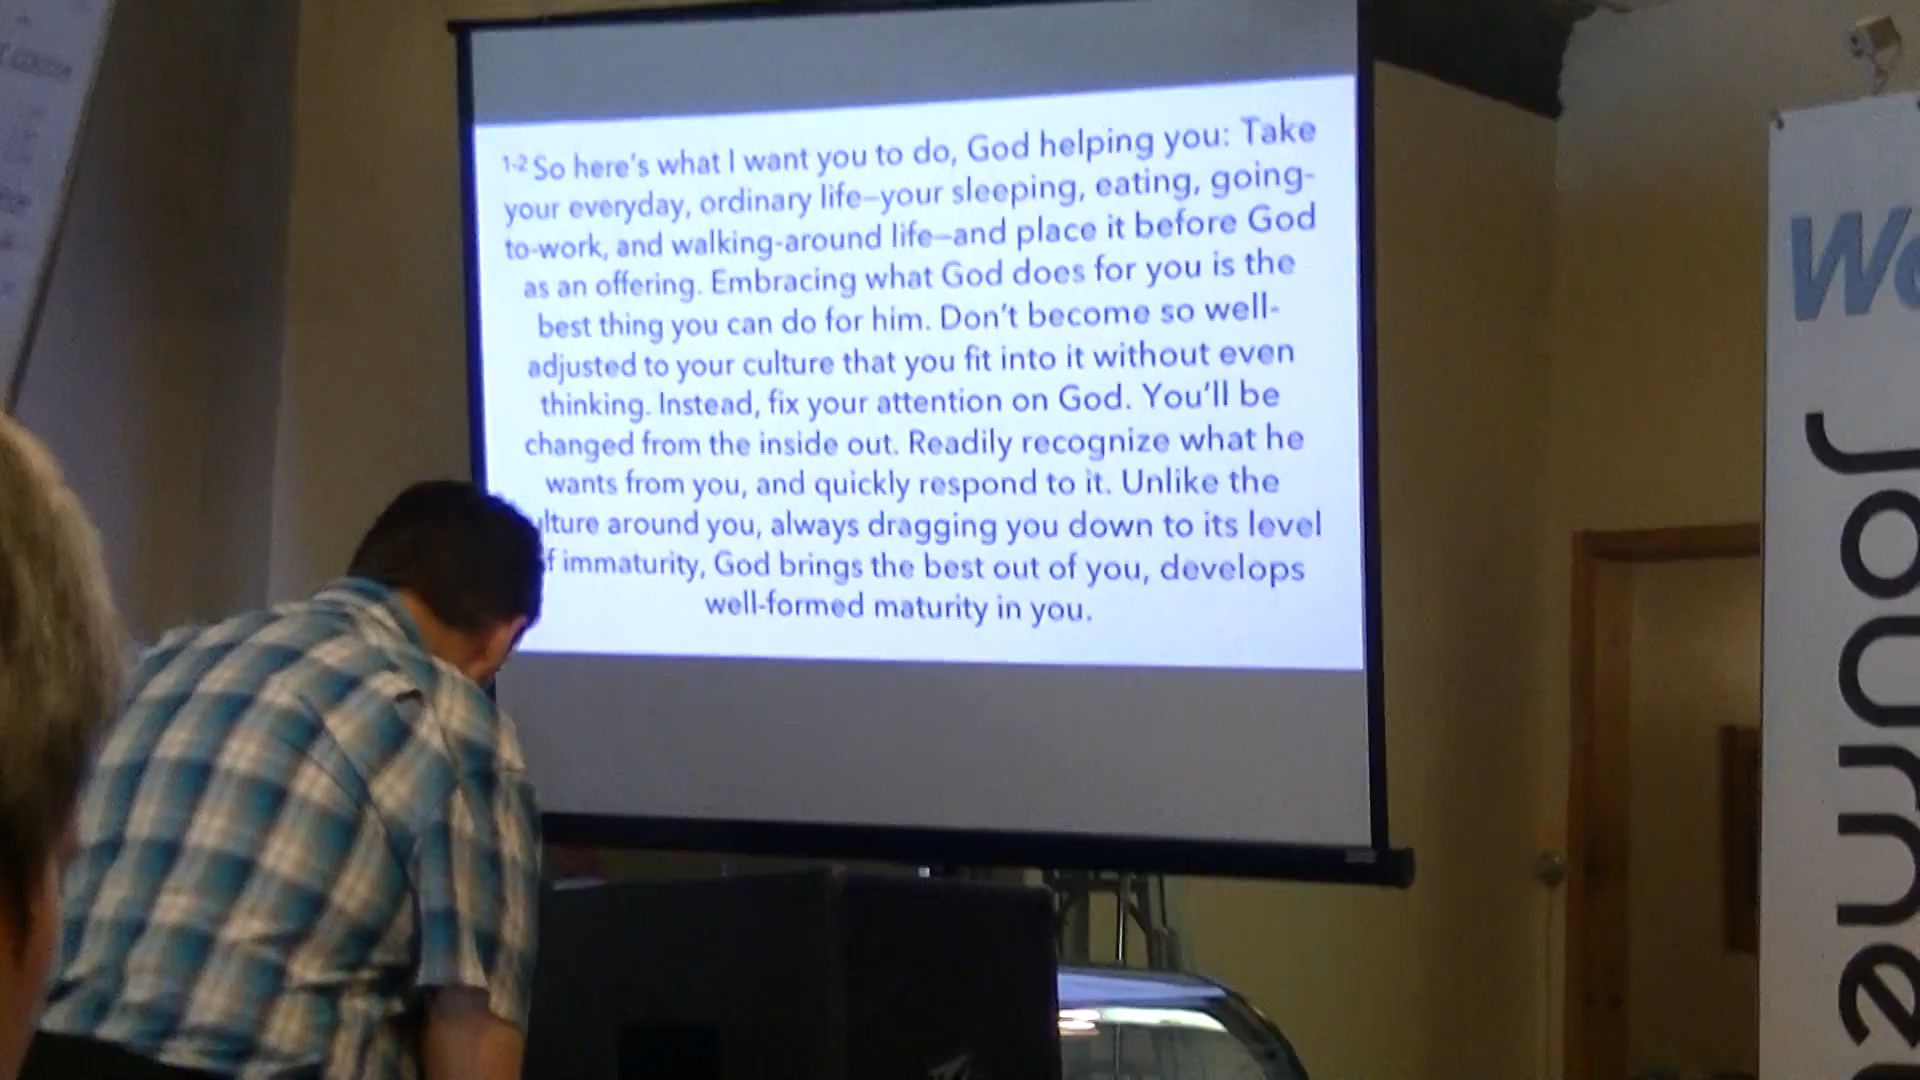 1-2 So here's what I want you to do, God helping you: Take
your everyday, ordinary life—your sleeping, eating, going-
to-work, and walking-around life—and place it before God
as an offering. Embracing what God does for you is the
best thing you can do for him. Don't become so well-
adjusted to your culture that you fit into it without even
thinking. Instead, fix your attention on God. You'll be
changed from the inside out. Readily recognize what he
wants from you, and quickly respond to it. Unlike the
ulture around you, always dragging you down to its level
f immaturity, God brings the best out of you, develops
well-formed maturity in you.
We
Journe